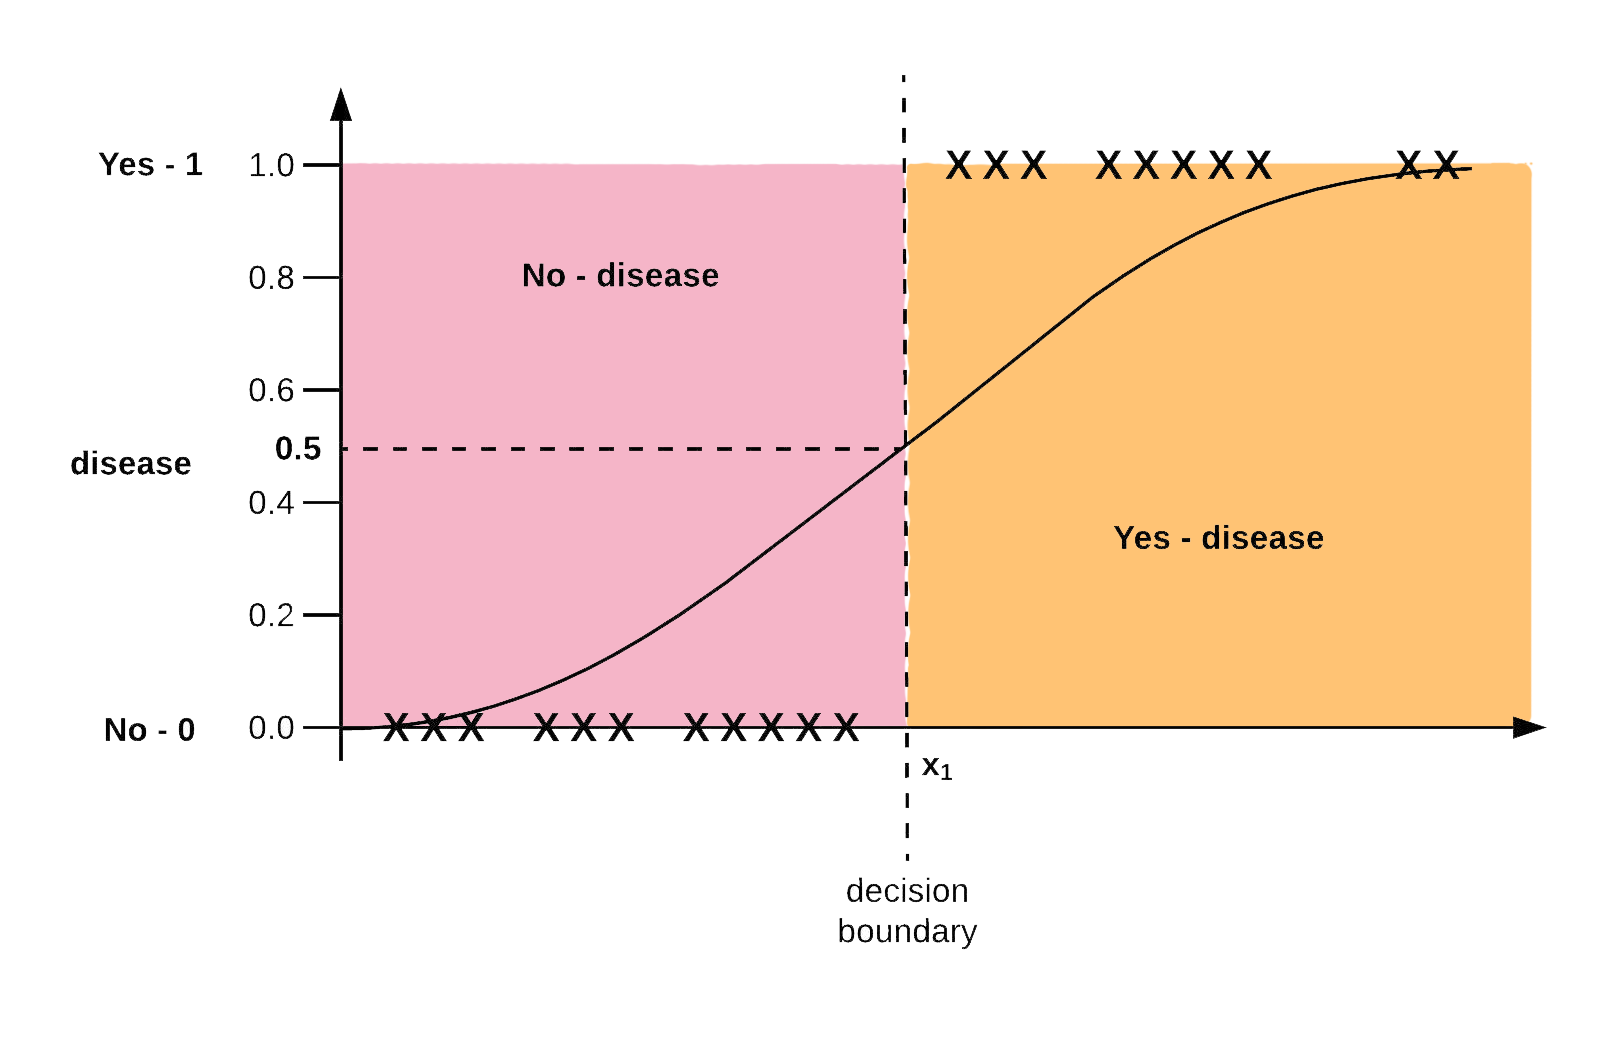 Yes - 1
1.0
X X X X X X X X X X
No - disease
0.8
0.6
0.5
disease
0.4
Yes - disease
0.2
No - 0
0.0
X X X X X X X X X X X
x₁
decision
boundary